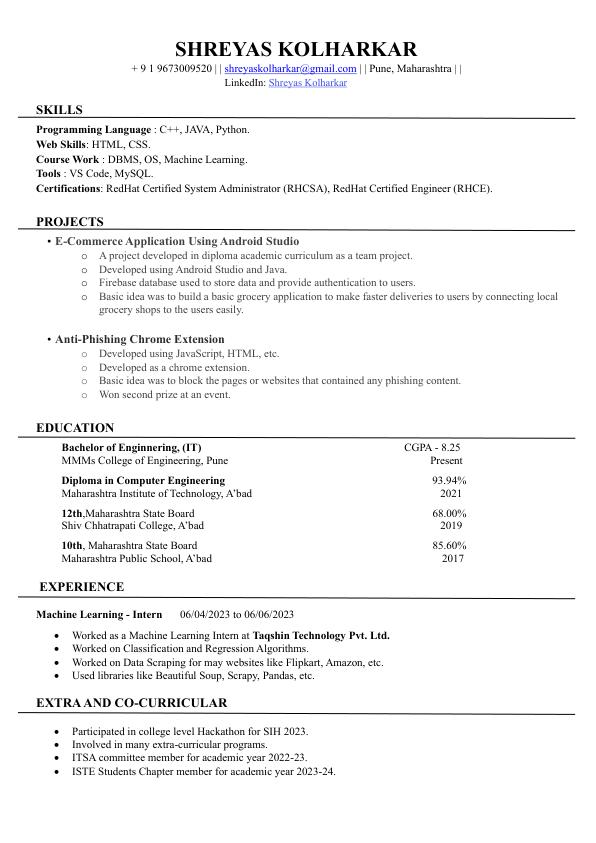 SHREYAS KOLHARKAR
+ 9 1 9673009520 | | shreyaskolharkar@gmail.com | | Pune, Maharashtra | |
LinkedIn: Shreyas Kolharkar
SKILLS
Programming Language : C++, JAVA, Python.
Web Skills: HTML, CSS.
Course Work : DBMS, OS, Machine Learning.
Tools : VS Code, MySQL.
Certifications: RedHat Certified System Administrator (RHCSA), RedHat Certified Engineer (RHCE).
PROJECTS
• E-Commerce Application Using Android Studio
o A project developed in diploma academic curriculum as a team project.
o Developed using Android Studio and Java.
o Firebase database used to store data and provide authentication to users.
o Basic idea was to build a basic grocery application to make faster deliveries to users by connecting local
grocery shops to the users easily.
• Anti-Phishing Chrome Extension
o Developed using JavaScript, HTML, etc.
o Developed as a chrome extension.
o Basic idea was to block the pages or websites that contained any phishing content.
o Won second prize at an event.
EDUCATION
Bachelor of Enginnering, (IT) CGPA - 8.25
MMMs College of Engineering, Pune Present
Diploma in Computer Engineering 93.94%
Maharashtra Institute of Technology, A’bad 2021
12th,Maharashtra State Board 68.00%
Shiv Chhatrapati College, A’bad 2019
10th, Maharashtra State Board 85.60%
Maharashtra Public School, A’bad 2017
EXPERIENCE
Machine Learning - Intern 06/04/2023 to 06/06/2023
• Worked as a Machine Learning Intern at Taqshin Technology Pvt. Ltd.
• Worked on Classification and Regression Algorithms.
• Worked on Data Scraping for may websites like Flipkart, Amazon, etc.
• Used libraries like Beautiful Soup, Scrapy, Pandas, etc.
EXTRA AND CO-CURRICULAR
• Participated in college level Hackathon for SIH 2023.
• Involved in many extra-curricular programs.
• ITSA committee member for academic year 2022-23.
• ISTE Students Chapter member for academic year 2023-24.